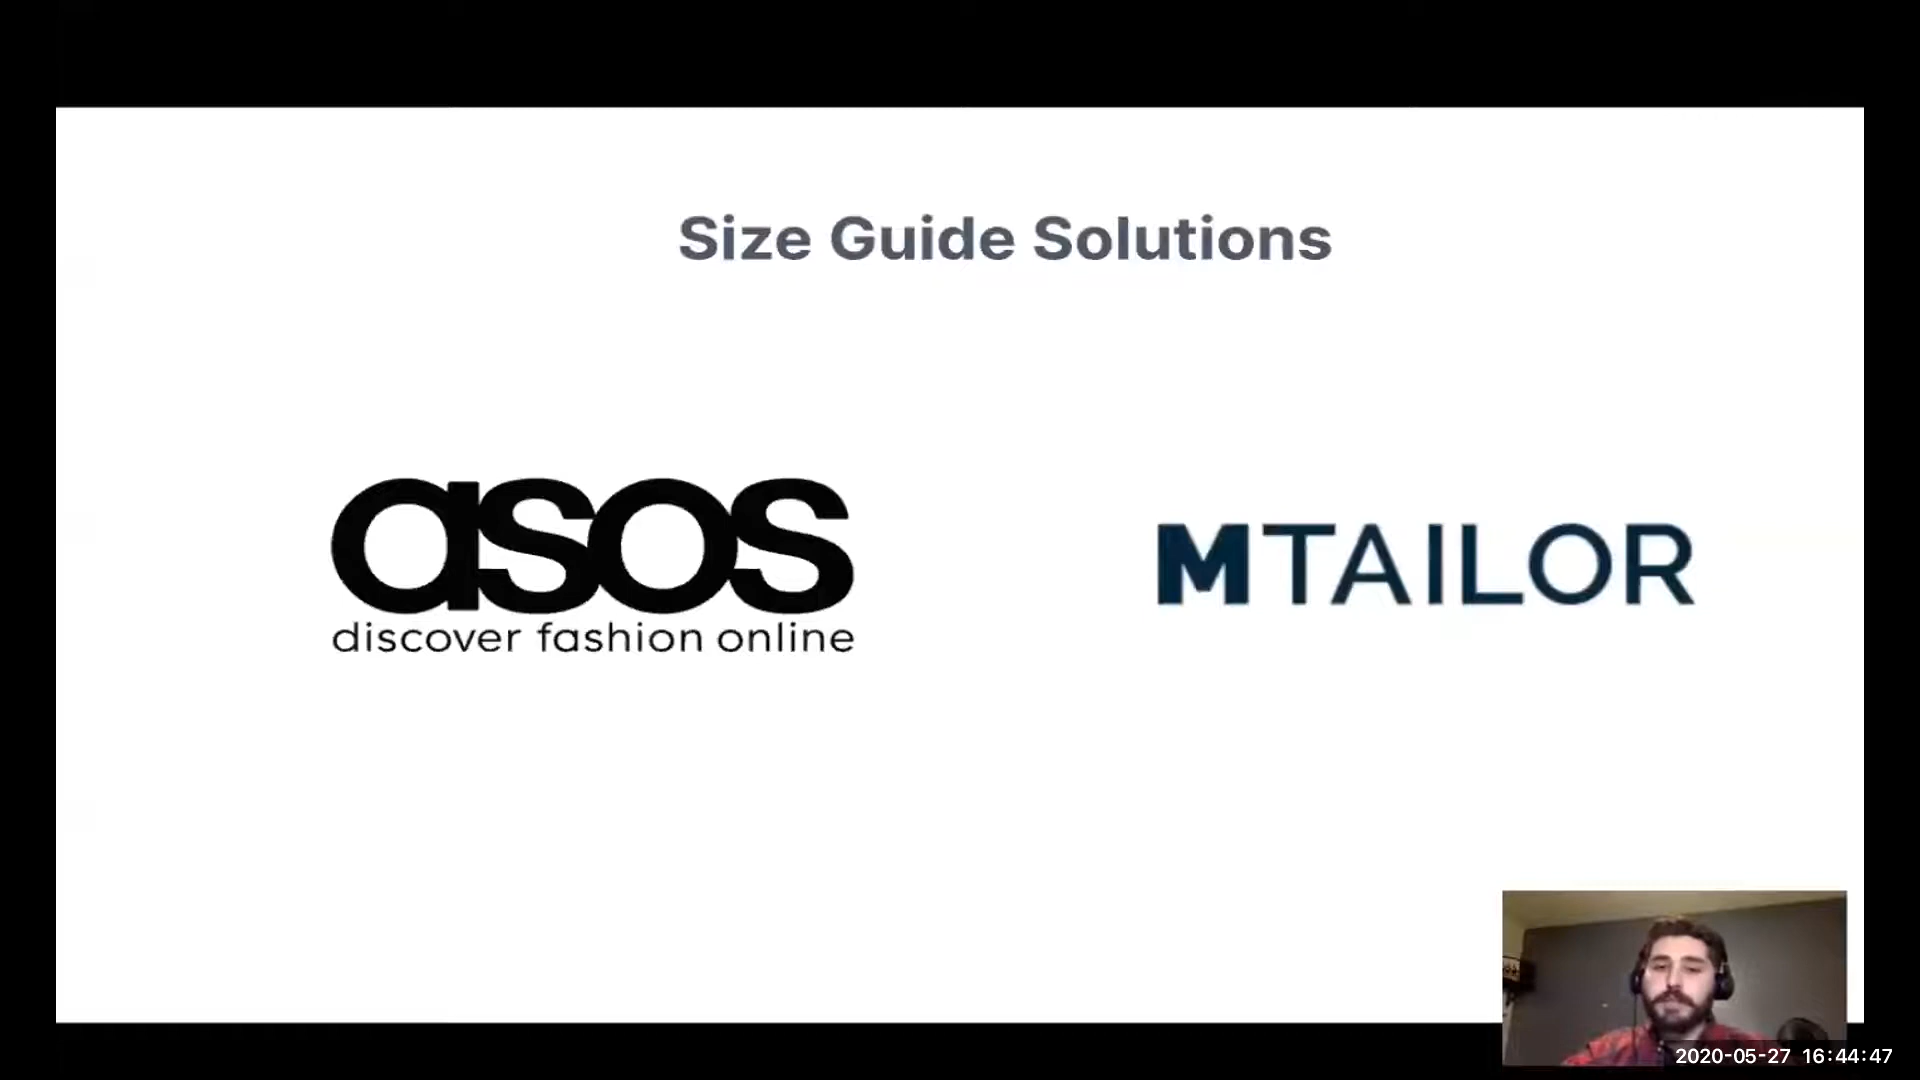 Size Guide Solutions
asos
discover fashion online
MTAILOR
2020-05-27 16:44:47